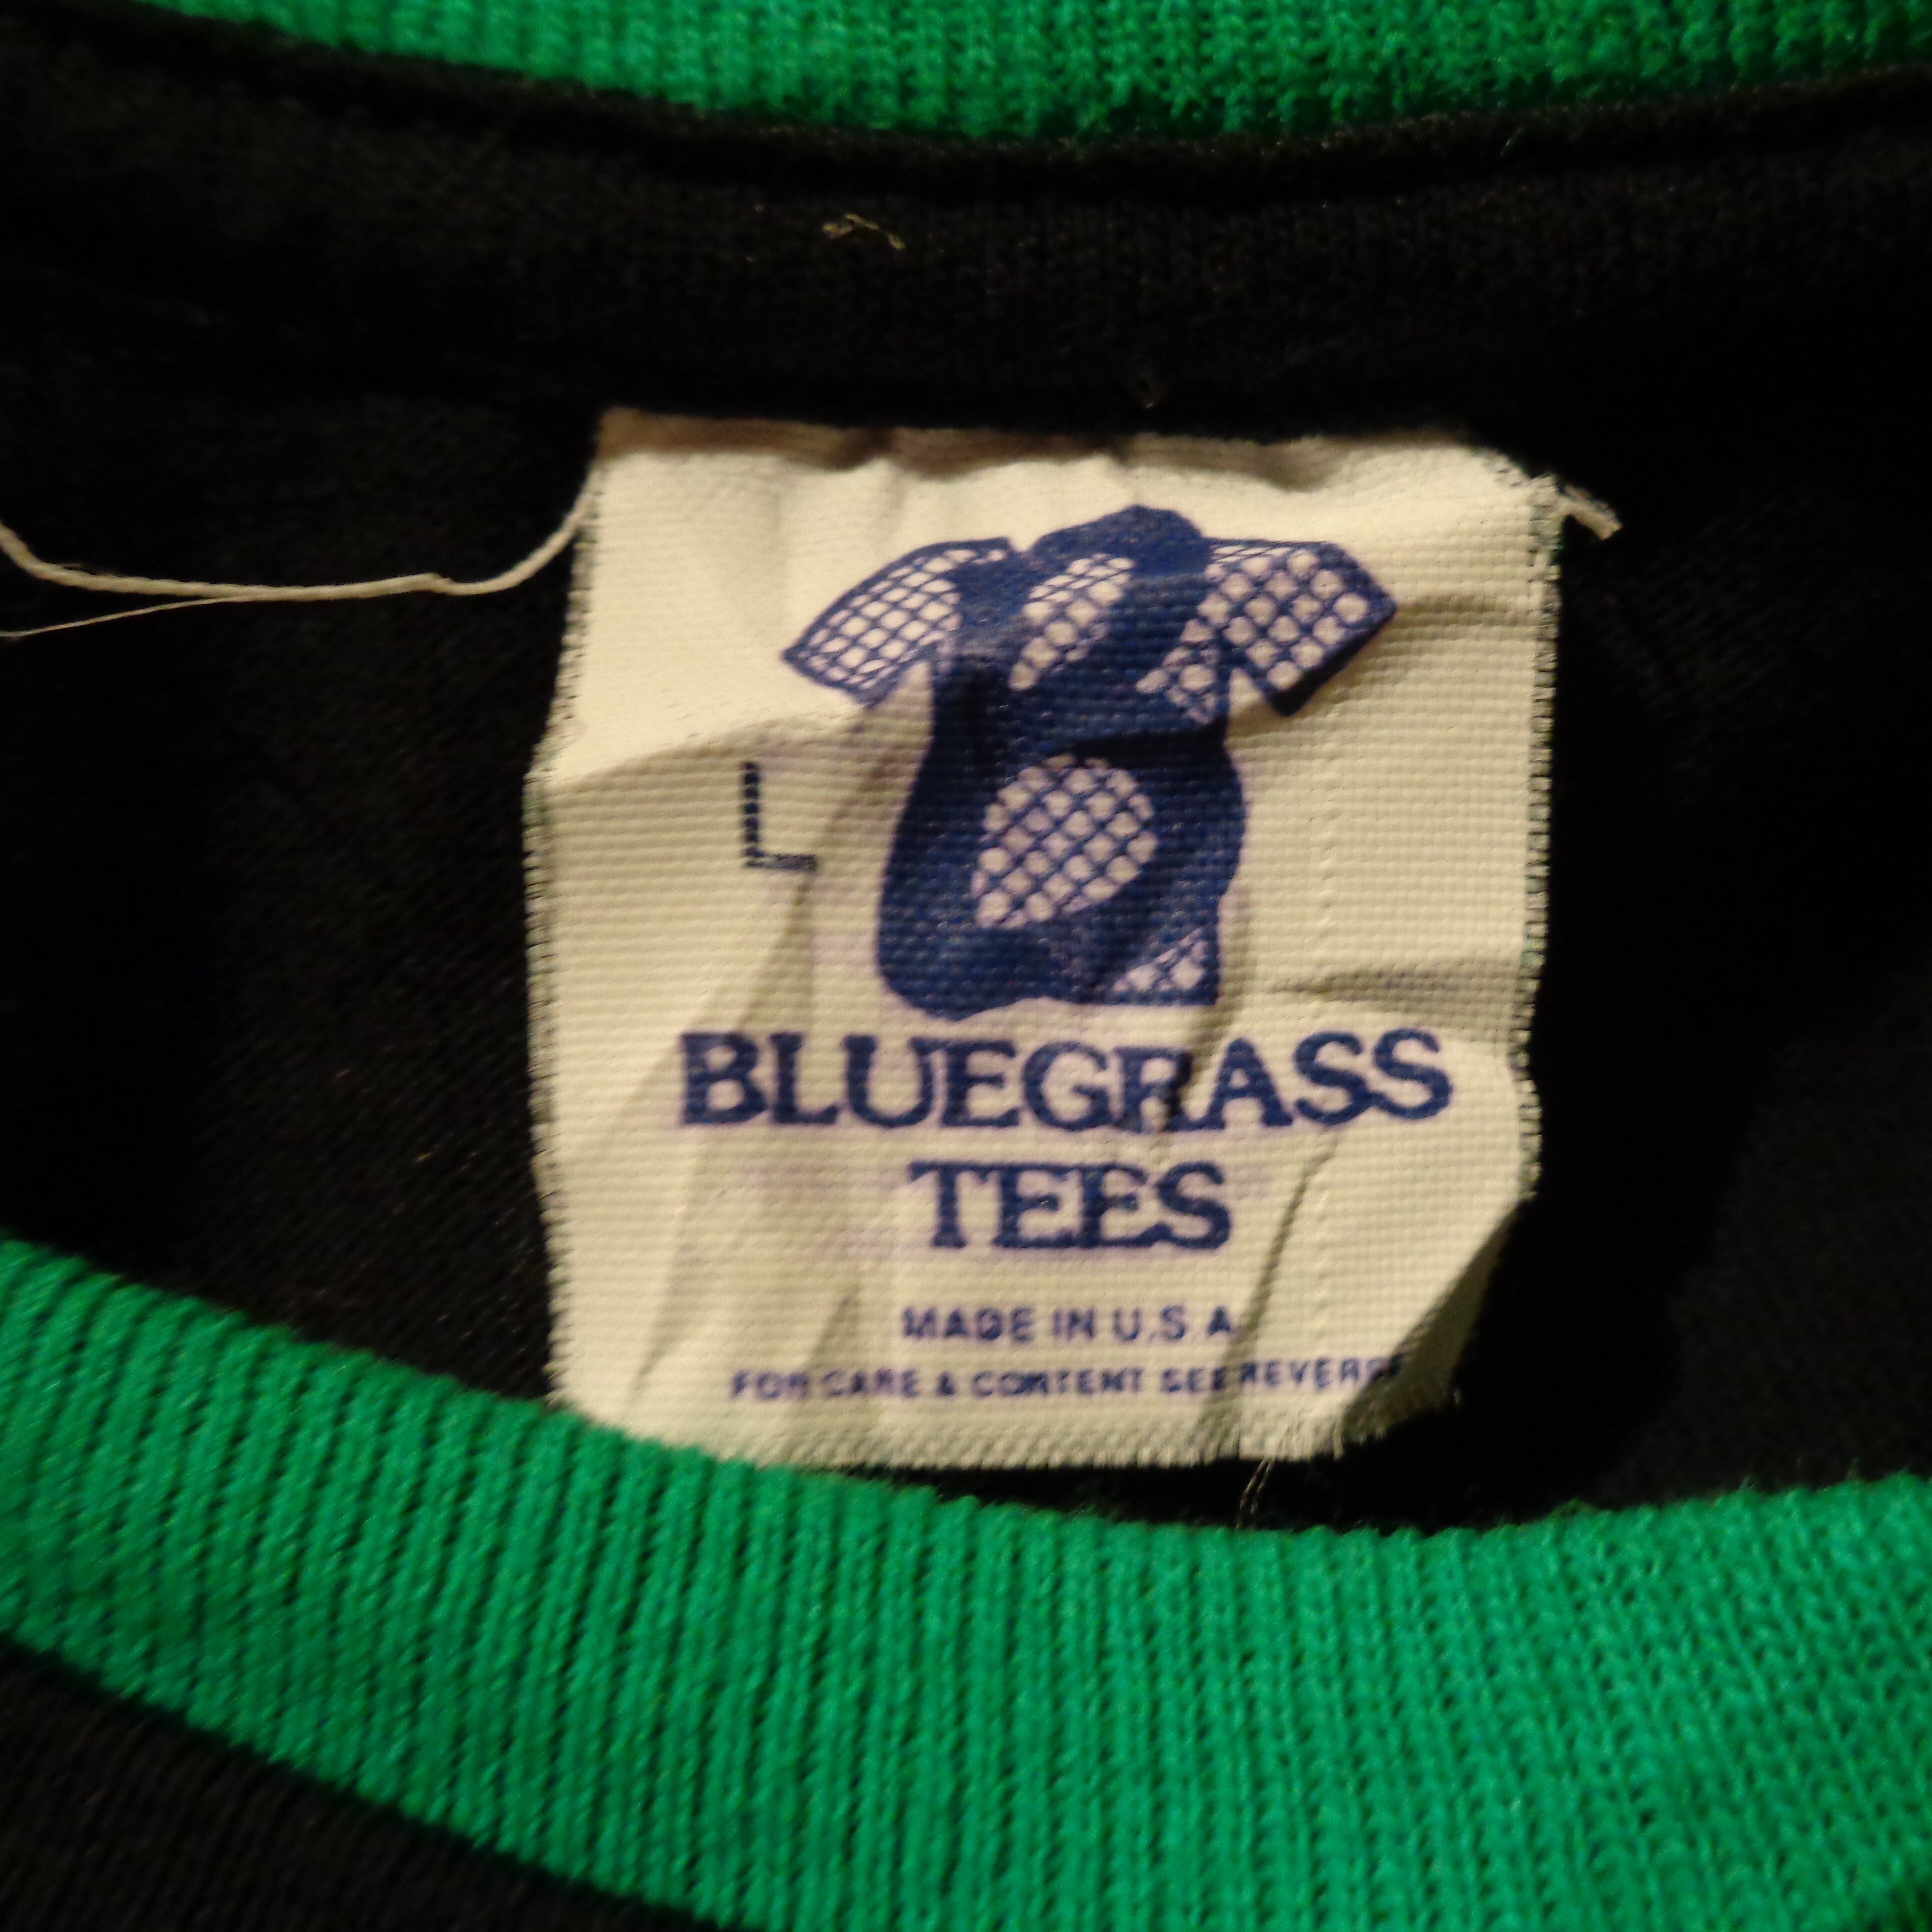 L
BLUEGRASS
TEES
MADE IN U.S.A.
FOR CARE & CONTENT SEE REVERSE